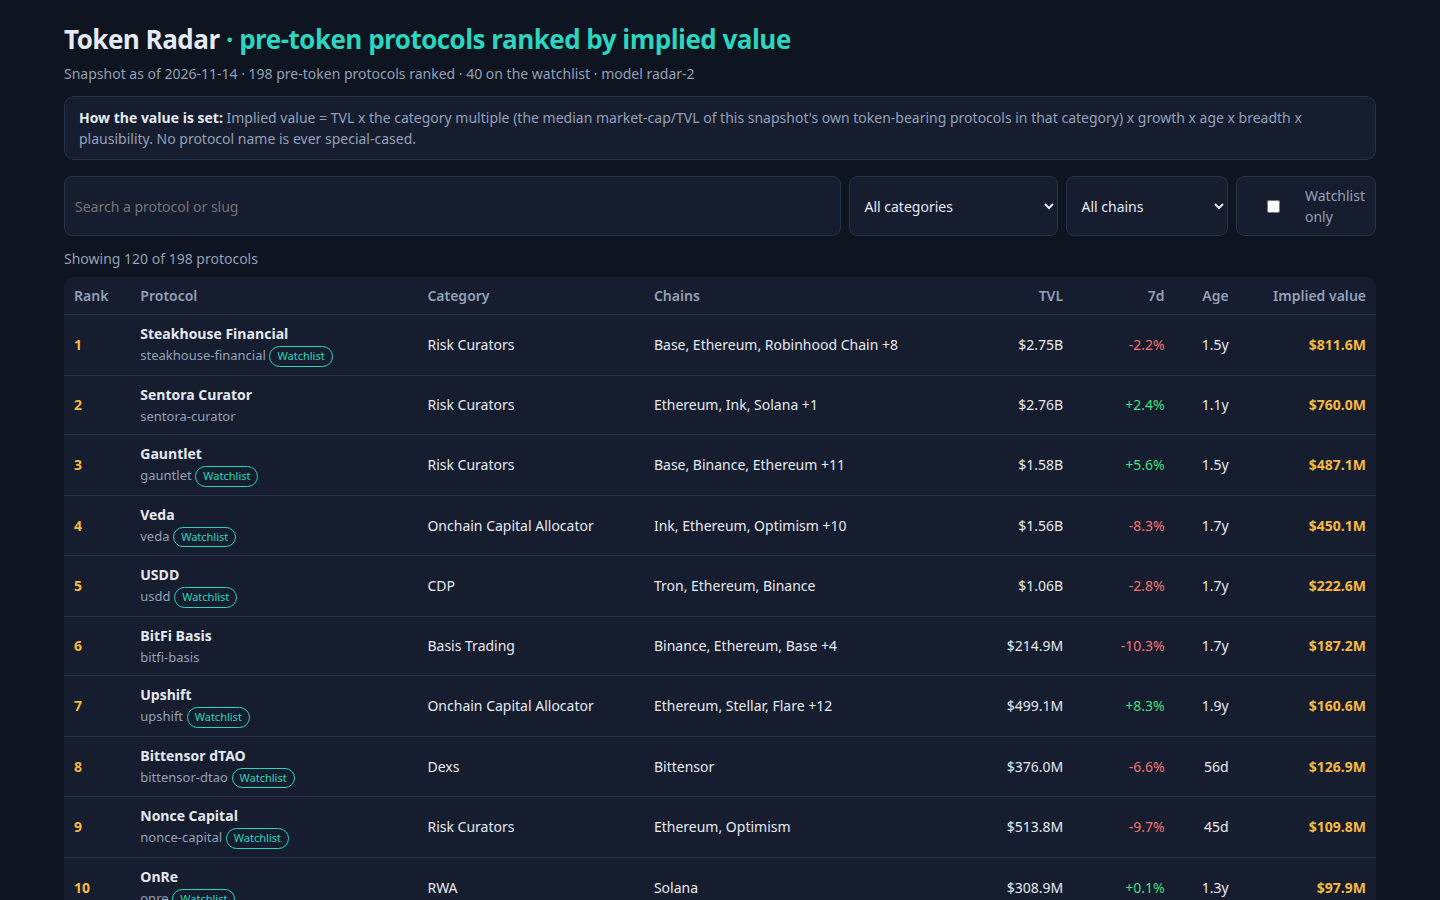 Token Radar · pre-token protocols ranked by implied value
Snapshot as of 2026-11-14 · 198 pre-token protocols ranked · 40 on the watchlist · model radar-2
How the value is set: Implied value = TVL x the category multiple (the median market-cap/TVL of this snapshot's own token-bearing protocols in that category) x growth x age x breadth x
plausibility. No protocol name is ever special-cased.
Search a protocol or slug
All categories
All chains
Watchlist
only
Showing 120 of 198 protocols
Rank Protocol Category Chains TVL 7d Age Implied value
1 Steakhouse Financial Risk Curators Base, Ethereum, Robinhood Chain +8 $2.75B -2.2% 1.5y $811.6M
steakhouse-financial Watchlist
2 Sentora Curator Risk Curators Ethereum, Ink, Solana +1 $2.76B +2.4% 1.1y $760.0M
sentora-curator
3 Gauntlet Risk Curators Base, Binance, Ethereum +11 $1.58B +5.6% 1.5y $487.1M
gauntlet Watchlist
4 Veda Onchain Capital Allocator Ink, Ethereum, Optimism +10 $1.56B -8.3% 1.7y $450.1M
veda Watchlist
5 USDD CDP Tron, Ethereum, Binance $1.06B -2.8% 1.7y $222.6M
usdd Watchlist
6 BitFi Basis Basis Trading Binance, Ethereum, Base +4 $214.9M -10.3% 1.7y $187.2M
bitfi-basis
7 Upshift Onchain Capital Allocator Ethereum, Stellar, Flare +12 $499.1M +8.3% 1.9y $160.6M
upshift Watchlist
8 Bittensor dTAO Dexs Bittensor $376.0M -6.6% 56d $126.9M
bittensor-dtao Watchlist
9 Nonce Capital Risk Curators Ethereum, Optimism $513.8M -9.7% 45d $109.8M
nonce-capital Watchlist
10 OnRe RWA Solana $308.9M +0.1% 1.3y $97.9M
onre Watchlist